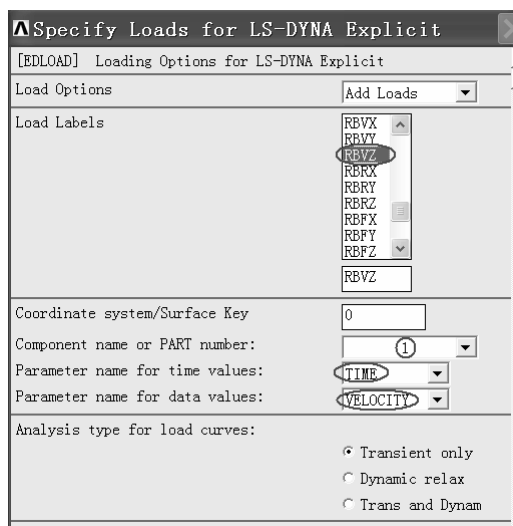 Specify Loads for LS-DYNA Explicit
[EDLOAD] Loading Options for LS-DYNA Explicit
Load Options Add Loads
Load Labels RBVX
RBVY
RBVZ
RBRX
RBRY
RBRZ
RBFX
RBFY
RBFZ
RBVZ
Coordinate system/Surface Key 0
Component name or PART number: 1
Parameter name for time values: TIME
Parameter name for data values: VELOCITY
Analysis type for load curves:
Transient only
Dynamic relax
Trans and Dynam